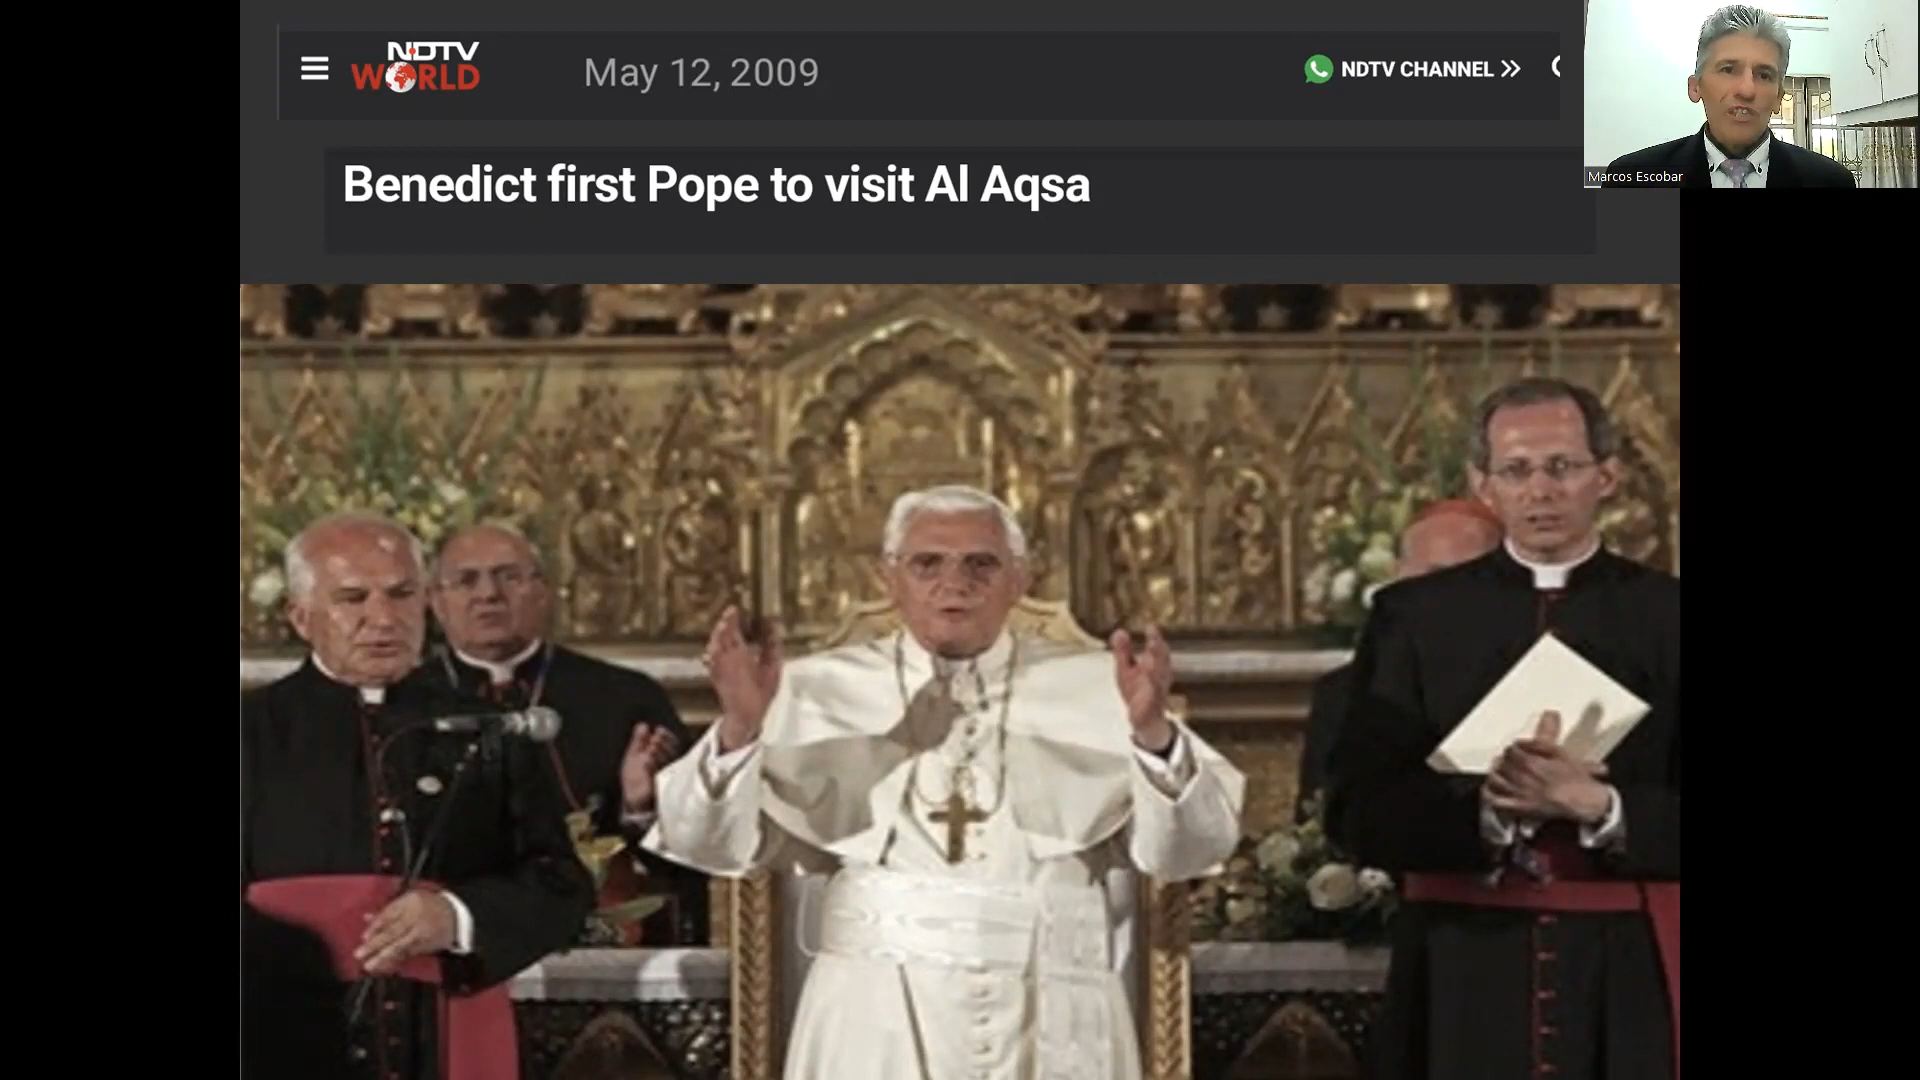 NDTV
WORLD
May 12, 2009
NDTV CHANNEL
Benedict first Pope to visit Al Aqsa
Marcos Escobar